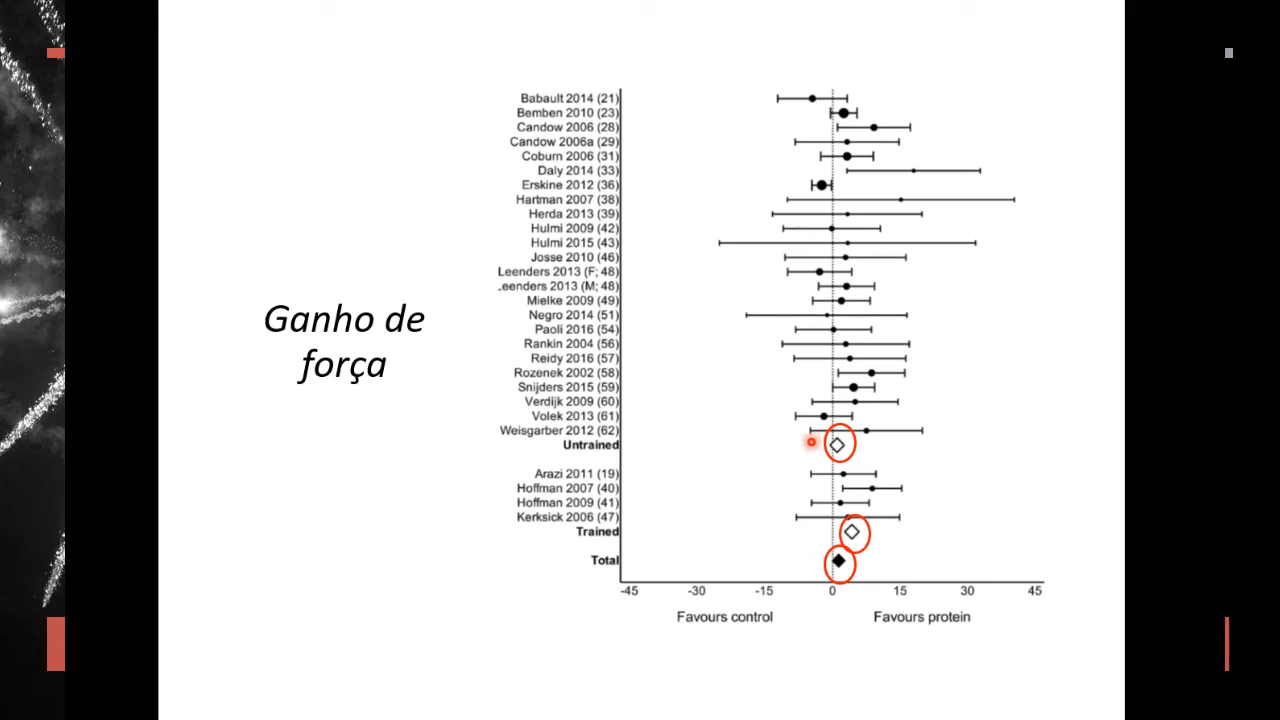 Ganho de
força
Babault 2014 (21)
Bemben 2010 (23)
Candow 2006 (28)
Candow 2006a (29)
Coburn 2006 (31)
Daly 2014 (33)
Erskine 2012 (36)
Hartman 2007 (38)
Herda 2013 (39)
Hulmi 2009 (42)
Hulmi 2015 (43)
Josse 2010 (46)
Leenders 2013 (F; 48)
eenders 2013 (M; 48)
Mielke 2009 (49)
Negro 2014 (51)
Paoli 2016 (54)
Rankin 2004 (56)
Reidy 2016 (57)
Rozenek 2002 (58)
Snijders 2015 (59)
Verdijk 2009 (60)
Volek 2013 (61)
Weisgarber 2012 (62)
Untrained
Arazi 2011 (19)
Hoffman 2007 (40)
Hoffman 2009 (41)
Kerksick 2006 (47)
Trained
Total
-45 -30 -15 0 15 30 45
Favours control Favours protein